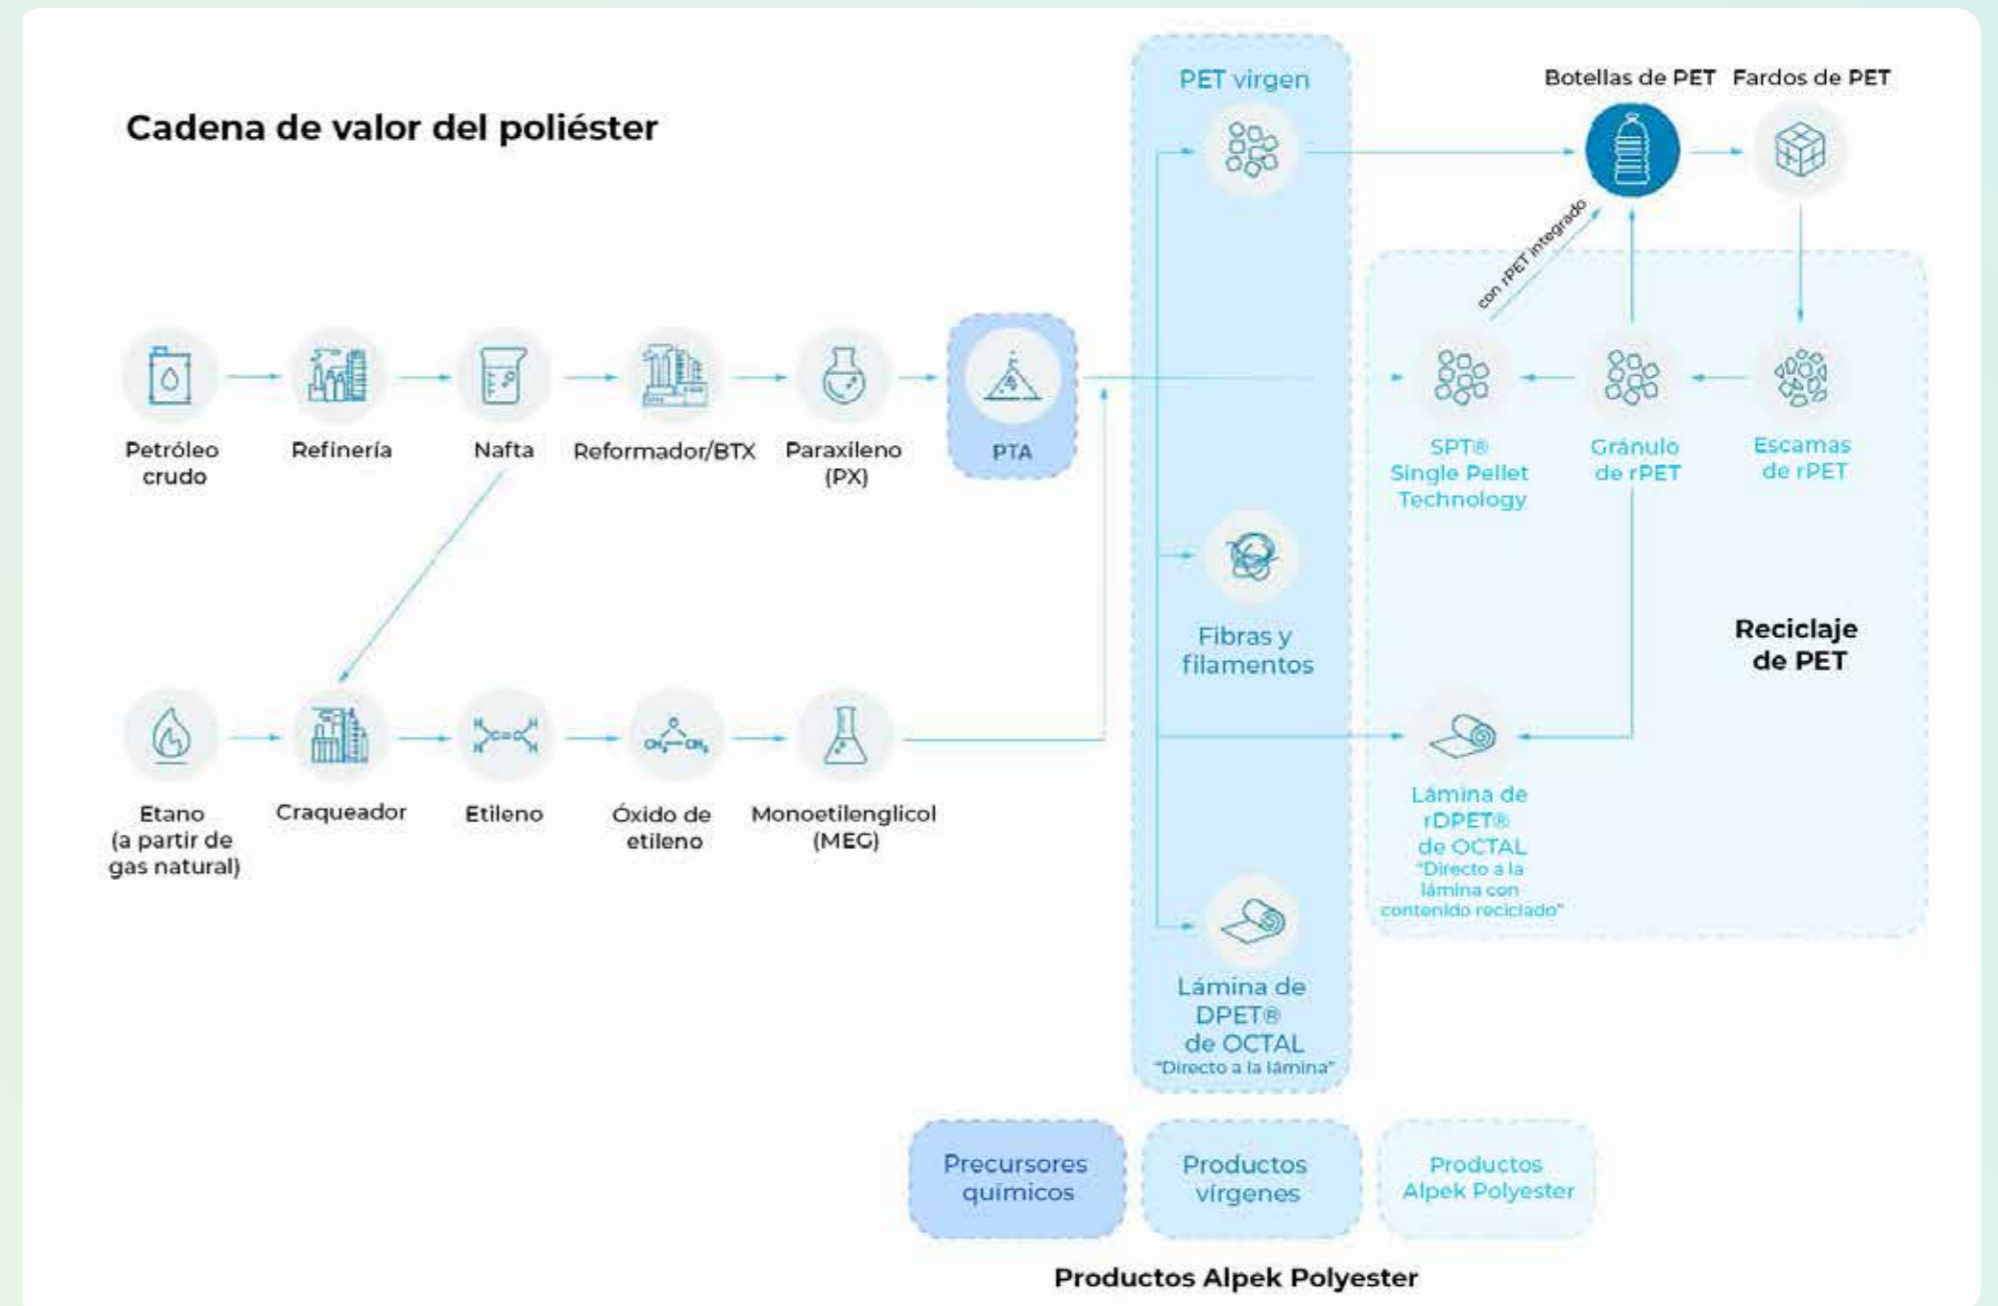 Cadena de valor del poliéster
PET virgen
Botellas de PET
Fardos de PET
con rPET integrado
Petróleo
crudo
Refinería
Nafta
Reformador/BTX
Paraxileno
(PX)
PTA
SPT®
Single Pellet
Technology
Gránulo
de rPET
Escamas
de rPET
Fibras y
filamentos
Reciclaje
de PET
Etano
(a partir de
gas natural)
Craqueador
Etileno
Óxido de
etileno
Monoetilenglicol
(MEG)
Lámina de
rDPET®
de OCTAL
"Directo a la
lámina con
contenido reciclado"
Lámina de
DPET®
de OCTAL
"Directo a la lámina"
Precursores
químicos
Productos
vírgenes
Productos
Alpek Polyester
Productos Alpek Polyester